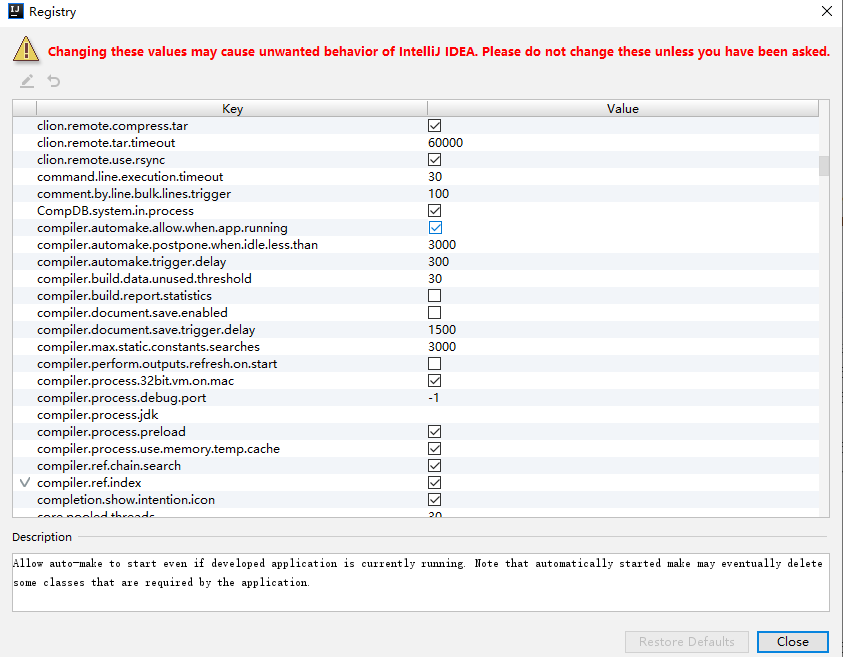 IJ Registry
Changing these values may cause unwanted behavior of IntelliJ IDEA. Please do not change these unless you have been asked.
Key Value
clion.remote.compress.tar
clion.remote.tar.timeout 60000
clion.remote.use.rsync
command.line.execution.timeout 30
comment.by.line.bulk.lines.trigger 100
CompDB.system.in.process
compiler.automake.allow.when.app.running
compiler.automake.postpone.when.idle.less.than 3000
compiler.automake.trigger.delay 300
compiler.build.data.unused.threshold 30
compiler.build.report.statistics
compiler.document.save.enabled
compiler.document.save.trigger.delay 1500
compiler.max.static.constants.searches 3000
compiler.perform.outputs.refresh.on.start
compiler.process.32bit.vm.on.mac
compiler.process.debug.port -1
compiler.process.jdk
compiler.process.preload
compiler.process.use.memory.temp.cache
compiler.ref.chain.search
compiler.ref.index
completion.show.intention.icon
core.pooled.threads 30
Description
Allow auto-make to start even if developed application is currently running. Note that automatically started make may eventually delete
some classes that are required by the application.
Restore Defaults Close